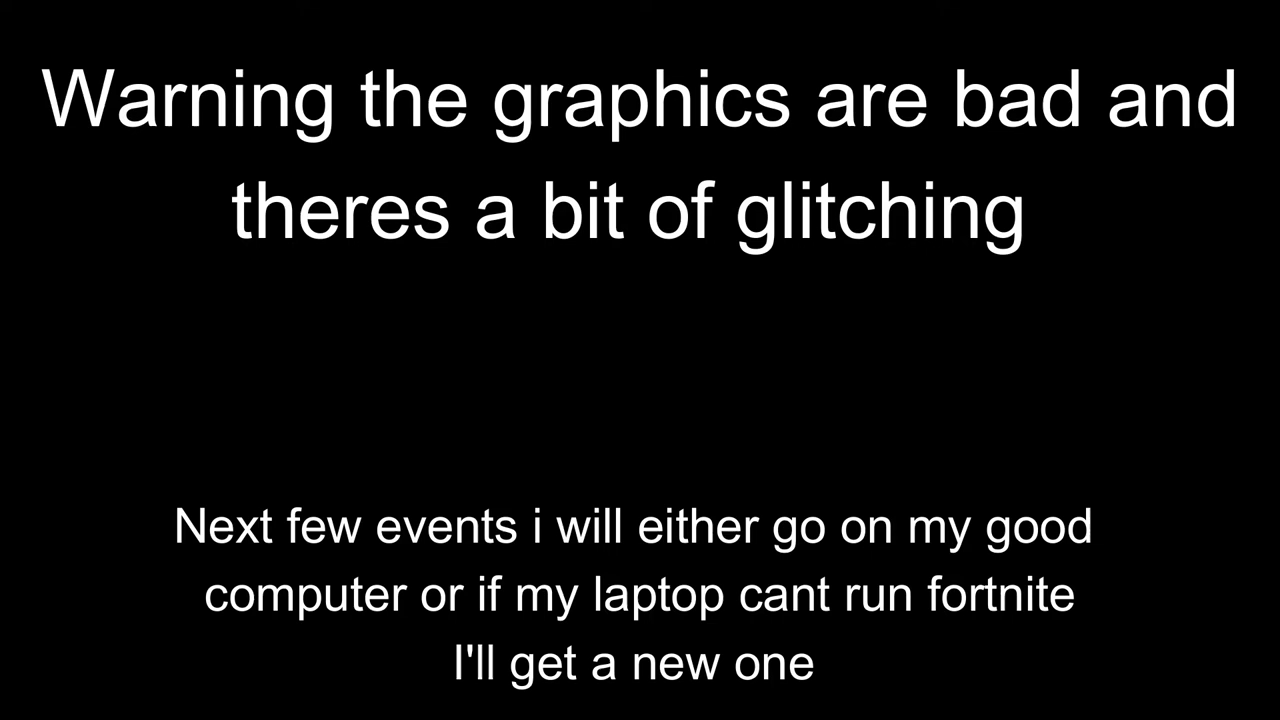 Warning the graphics are bad and
theres a bit of glitching
Next few events i will either go on my good
computer or if my laptop cant run fortnite
I'll get a new one